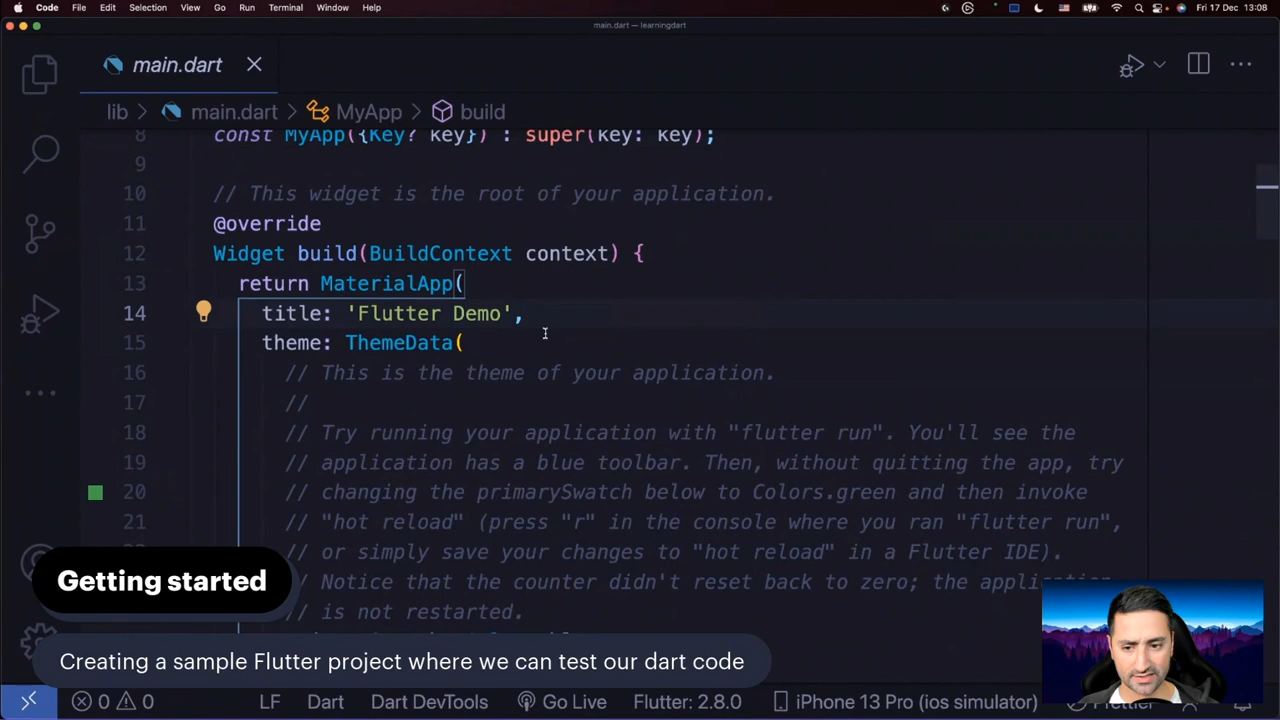 Code File Edit Selection View Go Run Terminal Window Help Fri 17 Dec 13:08
main.dart — learningdart
main.dart
lib > main.dart > MyApp > build
8 const MyApp({Key? key}) : super(key: key);
9
10 // This widget is the root of your application.
11 @override
12 Widget build(BuildContext context) {
13 return MaterialApp(
14 title: 'Flutter Demo',
15 theme: ThemeData(
16 // This is the theme of your application.
17 //
18 // Try running your application with "flutter run". You'll see the
19 // application has a blue toolbar. Then, without quitting the app, try
20 // changing the primarySwatch below to Colors.green and then invoke
21 // "hot reload" (press "r" in the console where you ran "flutter run",
// or simply save your changes to "hot reload" in a Flutter IDE).
Getting started
// Notice that the counter didn't reset back to zero; the application
// is not restarted.
Creating a sample Flutter project where we can test our dart code
0 0 LF Dart Dart DevTools Go Live Flutter: 2.8.0 iPhone 13 Pro (ios simulator) Prettier